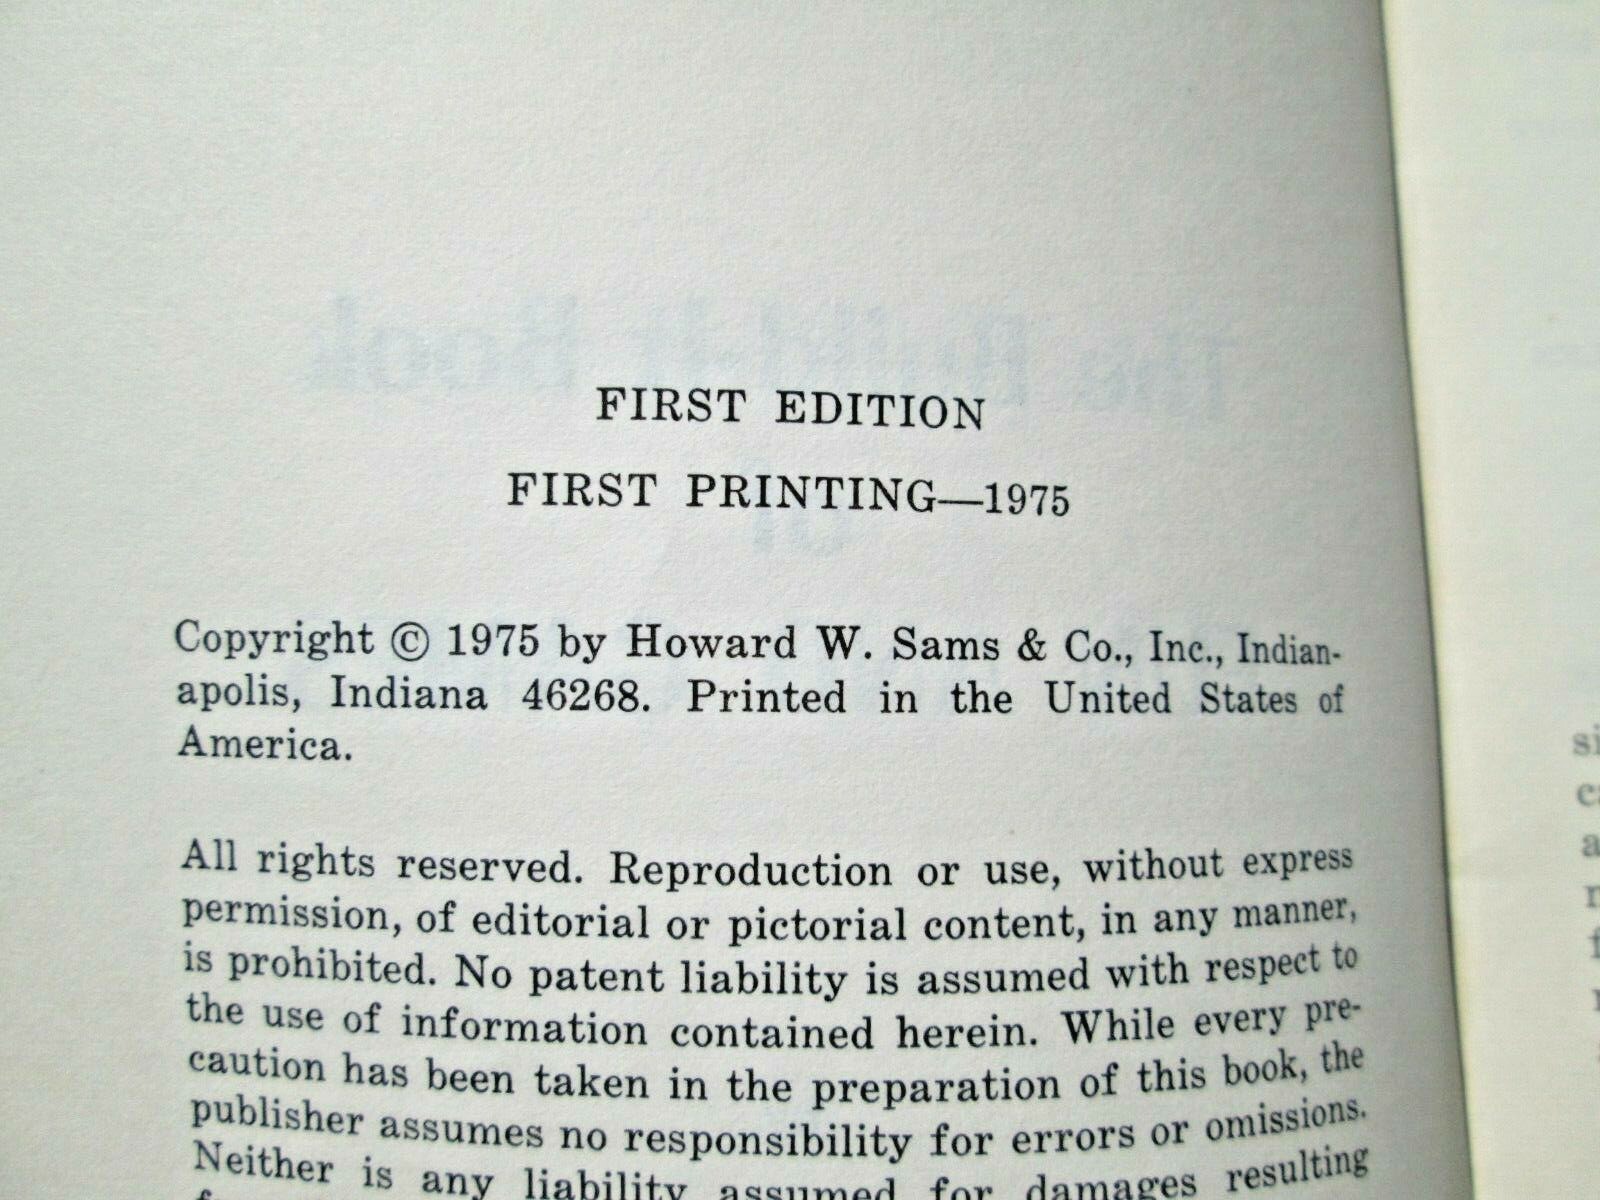 FIRST EDITION
FIRST PRINTING—1975
Copyright © 1975 by Howard W. Sams & Co., Inc., Indian-
apolis, Indiana 46268. Printed in the United States of
America.
All rights reserved. Reproduction or use, without express
permission, of editorial or pictorial content, in any manner,
is prohibited. No patent liability is assumed with respect to
the use of information contained herein. While every pre-
caution has been taken in the preparation of this book, the
publisher assumes no responsibility for errors or omissions.
Neither is any liability assumed for damages resulting